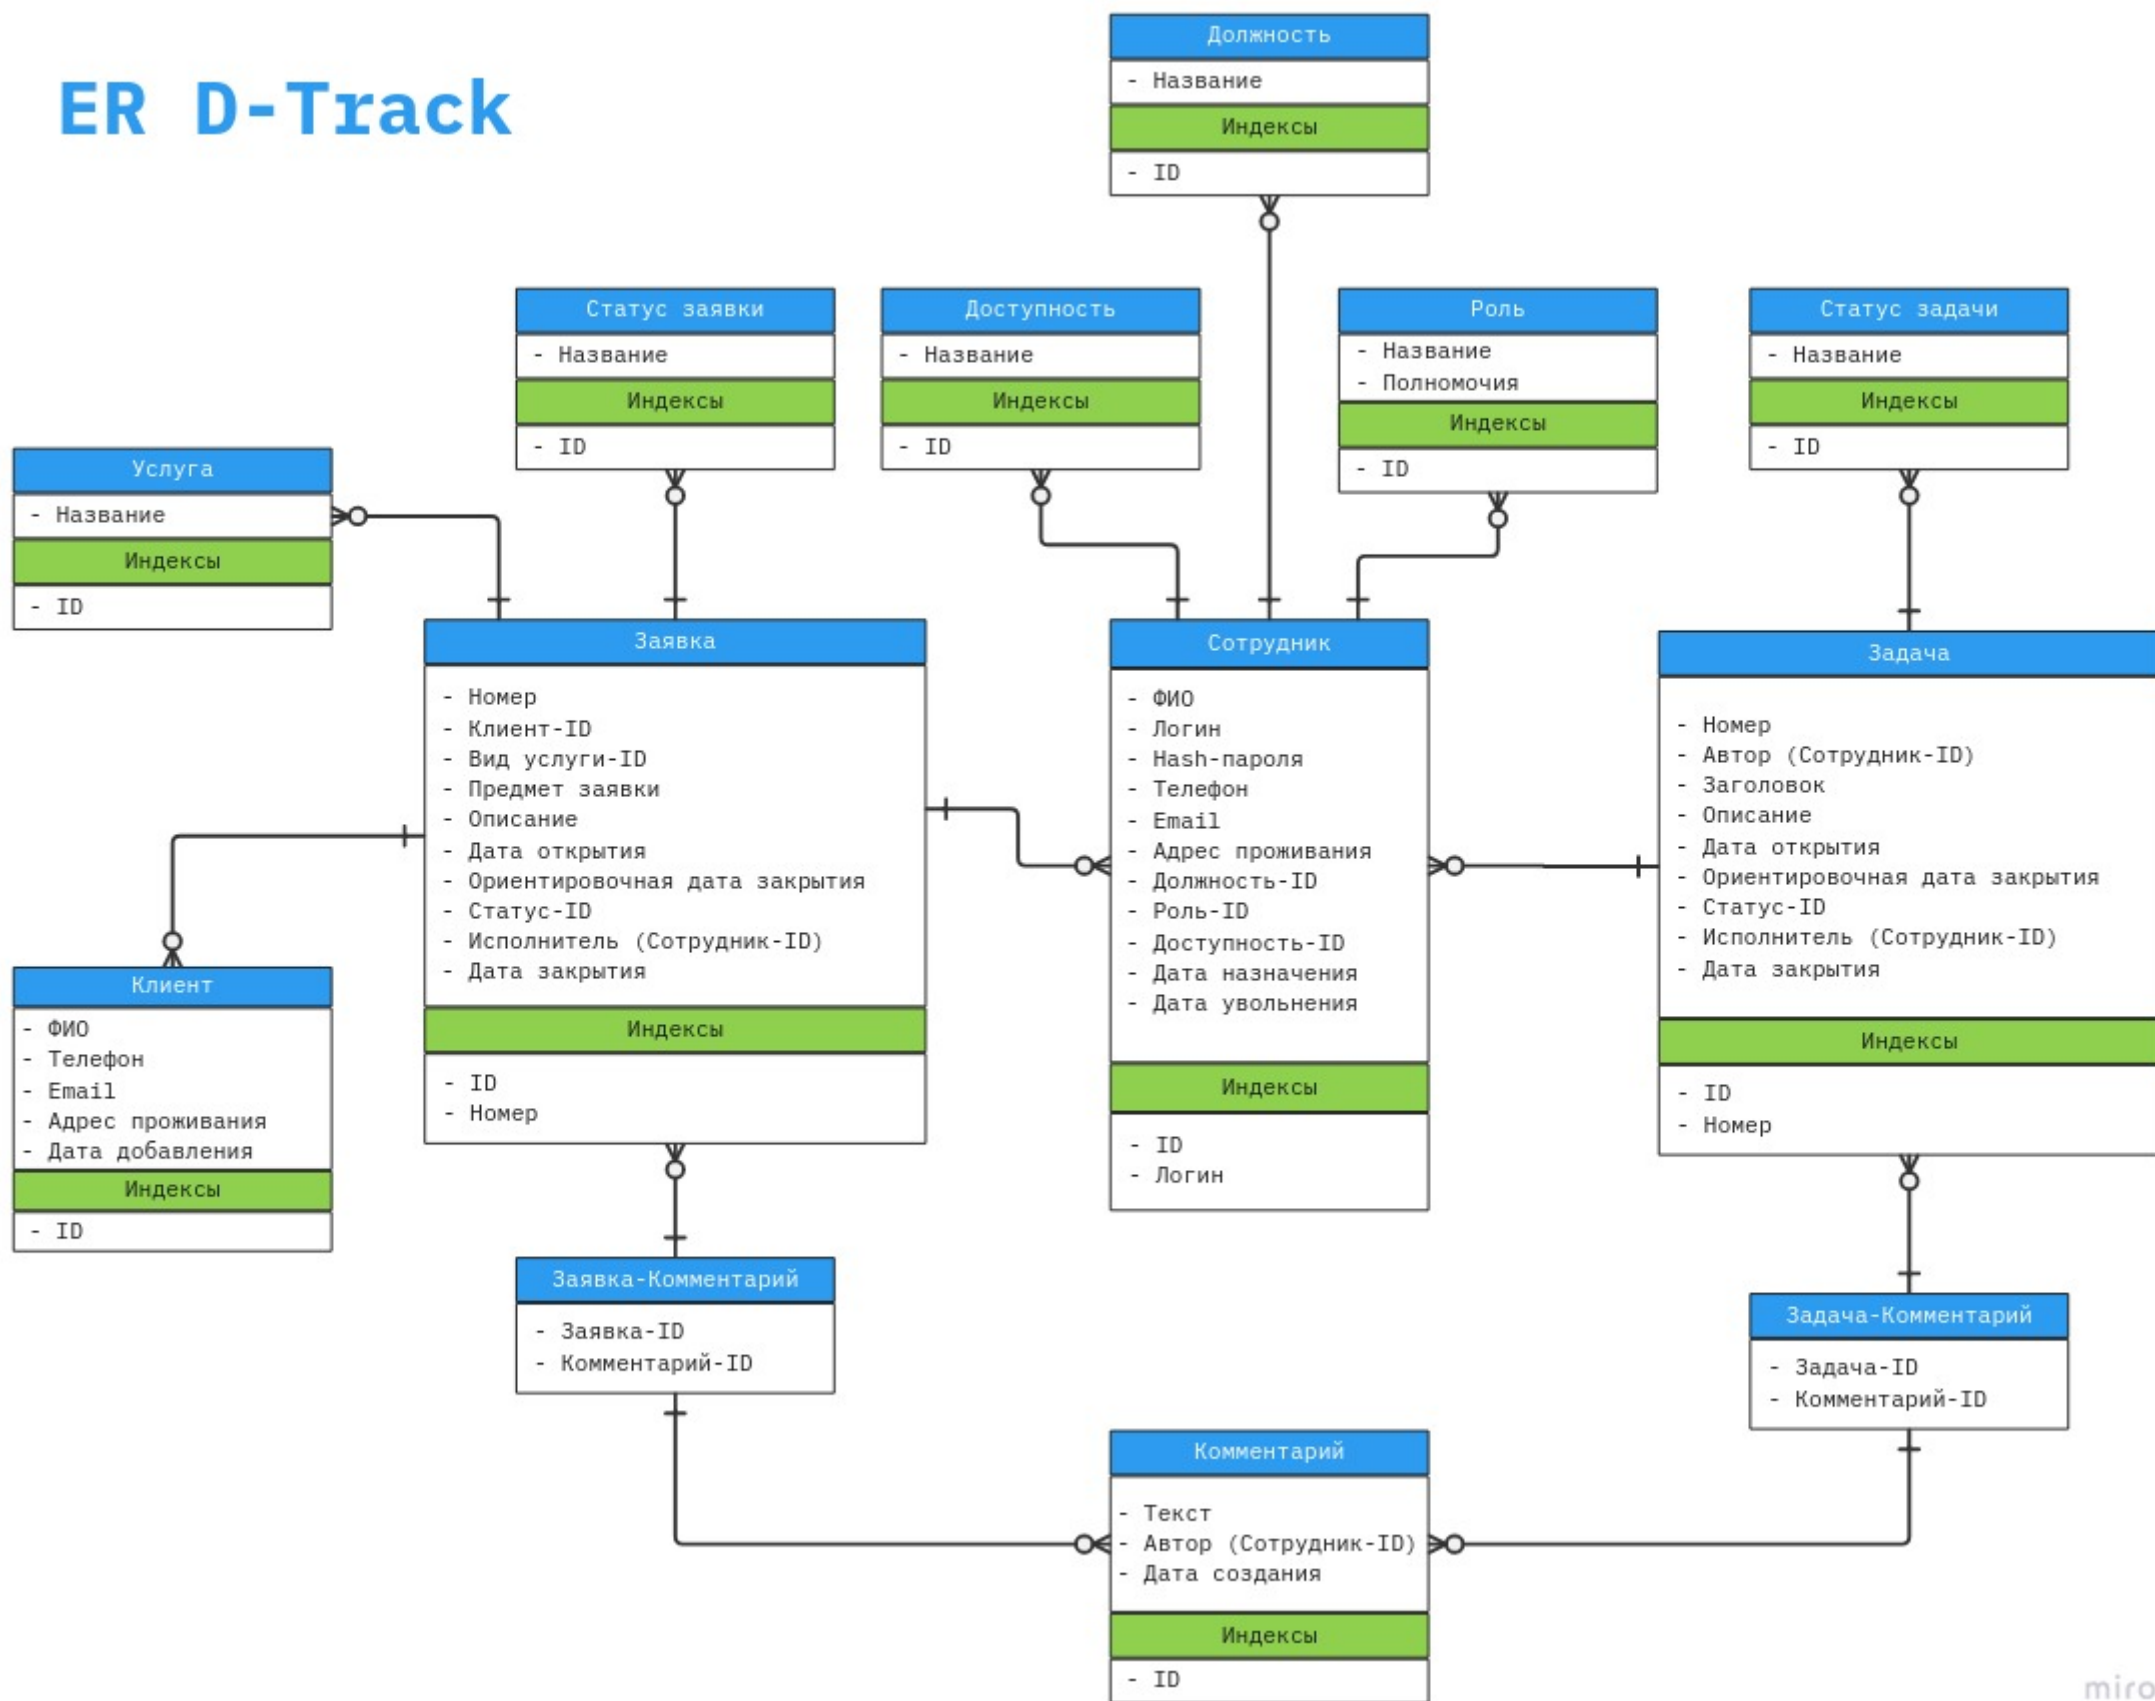 ER D-Track
Должность
- Название
Индексы
- ID
Статус заявки
- Название
Индексы
- ID
Доступность
- Название
Индексы
- ID
Роль
- Название
- Полномочия
Индексы
- ID
Статус задачи
- Название
Индексы
- ID
Услуга
- Название
Индексы
- ID
Заявка
- Номер
- Клиент-ID
- Вид услуги-ID
- Предмет заявки
- Описание
- Дата открытия
- Ориентировочная дата закрытия
- Статус-ID
- Исполнитель (Сотрудник-ID)
- Дата закрытия
Индексы
- ID
- Номер
Сотрудник
- ФИО
- Логин
- Hash-пароля
- Телефон
- Email
- Адрес проживания
- Должность-ID
- Роль-ID
- Доступность-ID
- Дата назначения
- Дата увольнения
Индексы
- ID
- Логин
Задача
- Номер
- Автор (Сотрудник-ID)
- Заголовок
- Описание
- Дата открытия
- Ориентировочная дата закрытия
- Статус-ID
- Исполнитель (Сотрудник-ID)
- Дата закрытия
Индексы
- ID
- Номер
Клиент
- ФИО
- Телефон
- Email
- Адрес проживания
- Дата добавления
Индексы
- ID
Заявка-Комментарий
- Заявка-ID
- Комментарий-ID
Задача-Комментарий
- Задача-ID
- Комментарий-ID
Комментарий
- Текст
- Автор (Сотрудник-ID)
- Дата создания
Индексы
- ID
miro